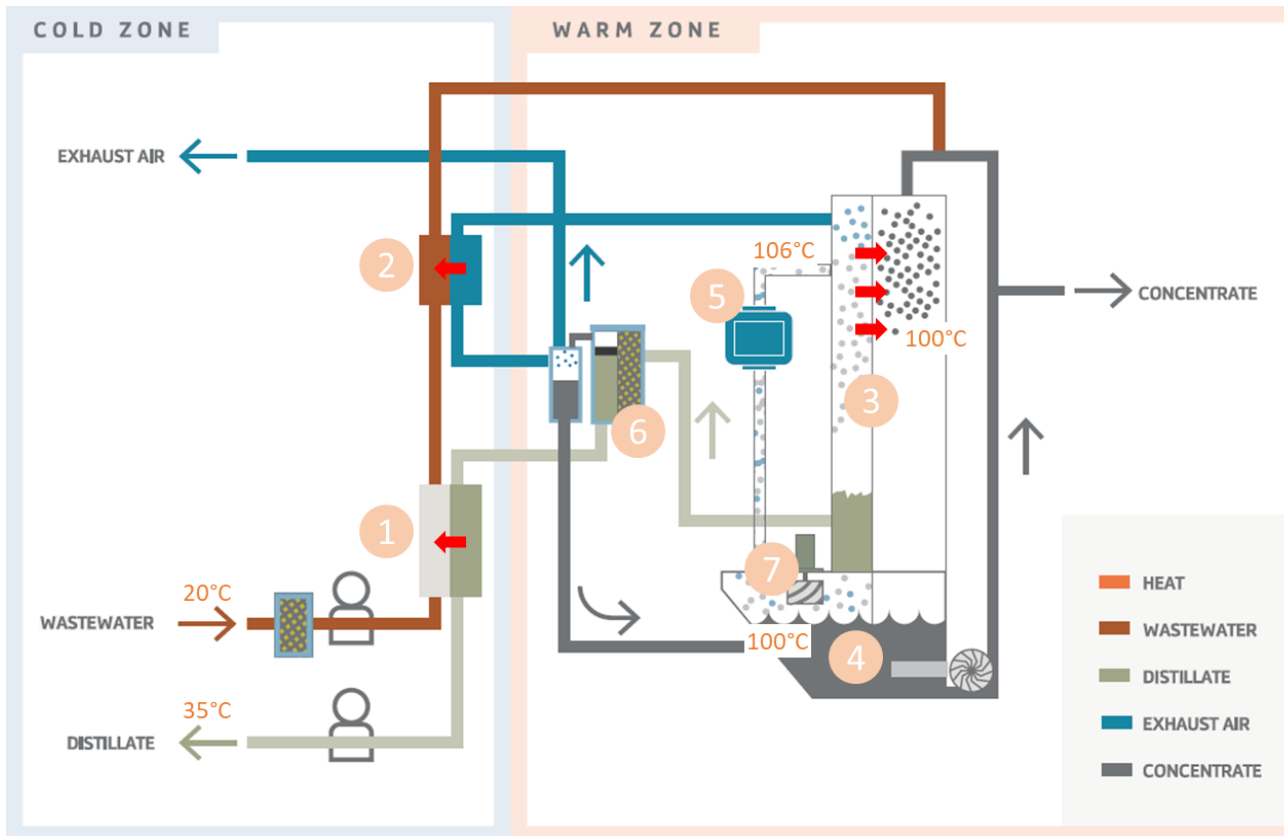 COLD ZONE
WARM ZONE
EXHAUST AIR
2
106°C
5
CONCENTRATE
100°C
3
6
1
7
20°C
WASTEWATER
100°C
4
35°C
DISTILLATE
HEAT
WASTEWATER
DISTILLATE
EXHAUST AIR
CONCENTRATE